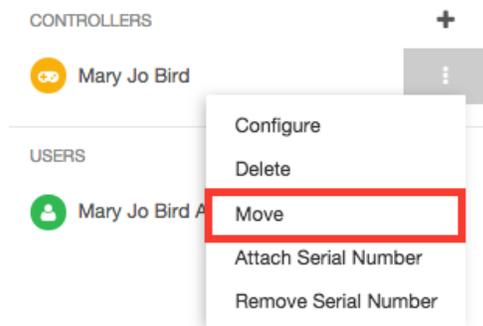 CONTROLLERS
Mary Jo Bird
Configure
USERS
Delete
Mary Jo Bird A
Move
Attach Serial Number
Remove Serial Number